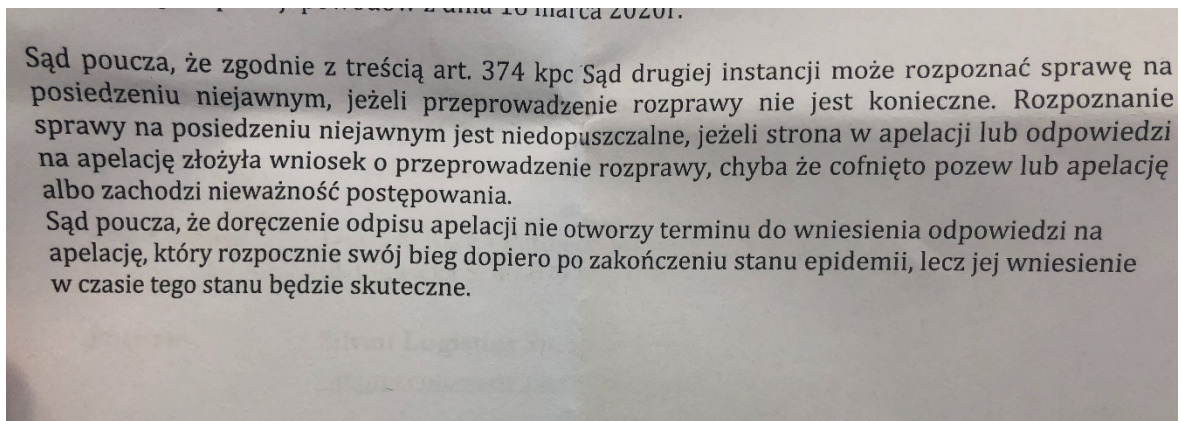 z dnia 16 marca 2020r.
Sąd poucza, że zgodnie z treścią art. 374 kpc Sąd drugiej instancji może rozpoznać sprawę na
posiedzeniu niejawnym, jeżeli przeprowadzenie rozprawy nie jest konieczne. Rozpoznanie
sprawy na posiedzeniu niejawnym jest niedopuszczalne, jeżeli strona w apelacji lub odpowiedzi
na apelację złożyła wniosek o przeprowadzenie rozprawy, chyba że cofnięto pozew lub apelację
albo zachodzi nieważność postępowania.
Sąd poucza, że doręczenie odpisu apelacji nie otworzy terminu do wniesienia odpowiedzi na
apelację, który rozpocznie swój bieg dopiero po zakończeniu stanu epidemii, lecz jej wniesienie
w czasie tego stanu będzie skuteczne.